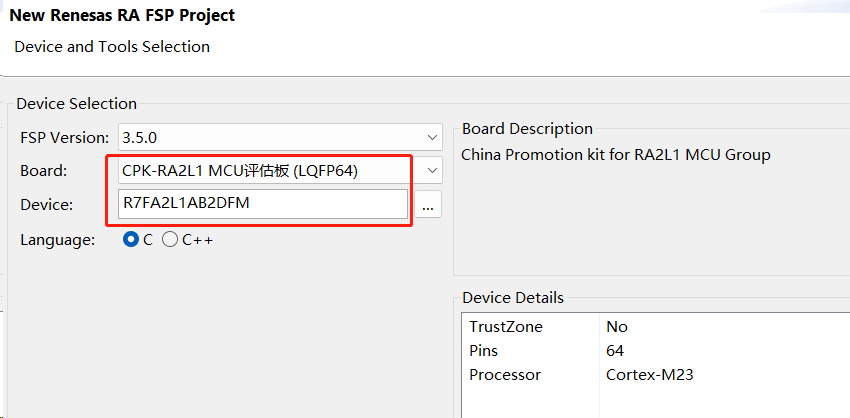 New Renesas RA FSP Project
Device and Tools Selection
Device Selection
FSP Version: 3.5.0
Board: CPK-RA2L1 MCU评估板 (LQFP64)
Device: R7FA2L1AB2DFM ...
Language: C C++
Board Description
China Promotion kit for RA2L1 MCU Group
Device Details
TrustZone No
Pins 64
Processor Cortex-M23